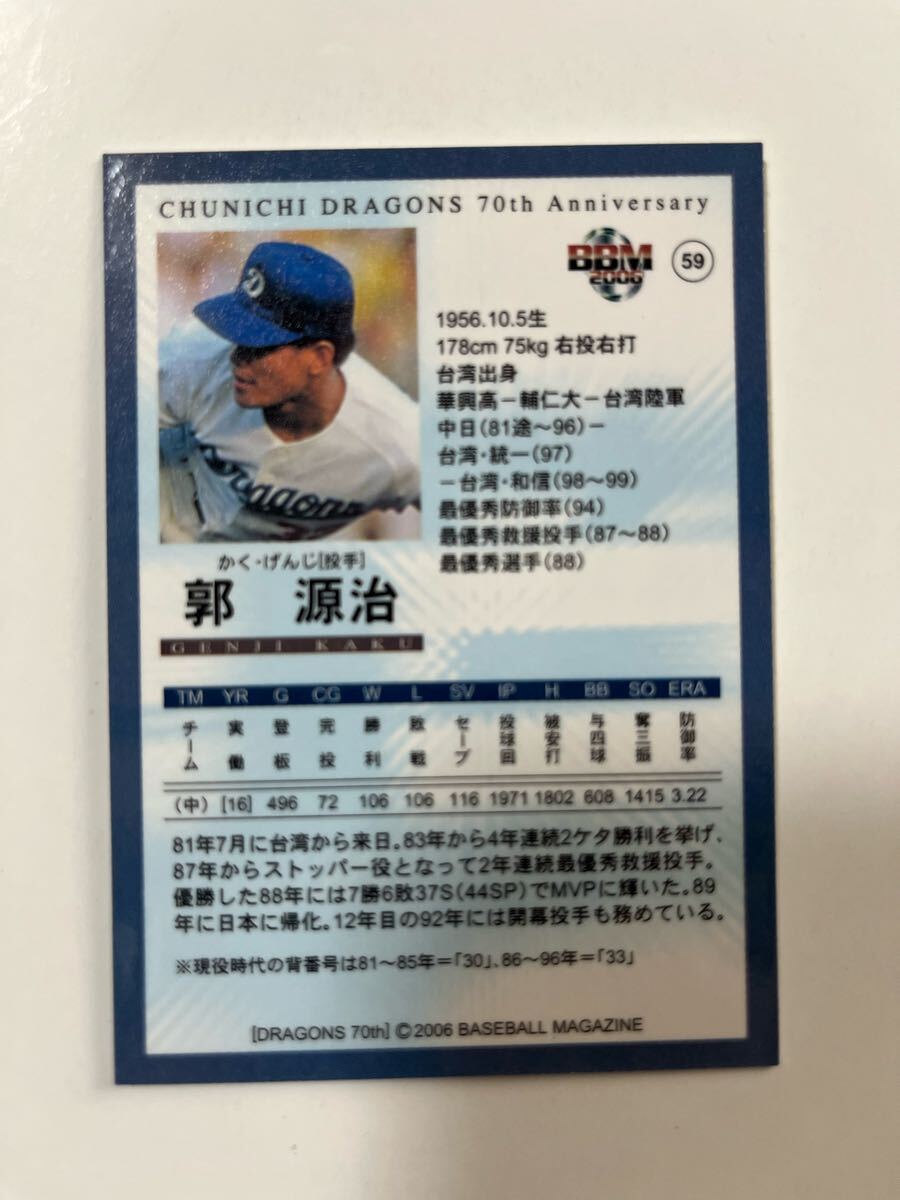 CHUNICHI DRAGONS 70th Anniversary
BBM
2006
59
1956.10.5生
178cm 75kg 右投右打
台湾出身
華興高－輔仁大－台湾陸軍
中日（81途～96）－
台湾・統一（97）
－台湾・和信（98～99）
最優秀防御率（94）
最優秀救援投手（87～88）
最優秀選手（88）
D
Dragons
かく・げんじ[投手]
郭 源治
GENJI KAKU
TM YR G CG W L SV IP H BB SO ERA
チーム 実働 登板 完投 勝利 敗戦 セーブ 投球回 被安打 与四球 奪三振 防御率
（中） [16] 496 72 106 106 116 1971 1802 608 1415 3.22
81年7月に台湾から来日。83年から4年連続2ケタ勝利を挙げ、
87年からストッパー役となって2年連続最優秀救援投手。
優勝した88年には7勝6敗37S（44SP）でMVPに輝いた。89
年に日本に帰化。12年目の92年には開幕投手も務めている。
※現役時代の背番号は81～85年＝「30」、86～96年＝「33」
[DRAGONS 70th] ©2006 BASEBALL MAGAZINE